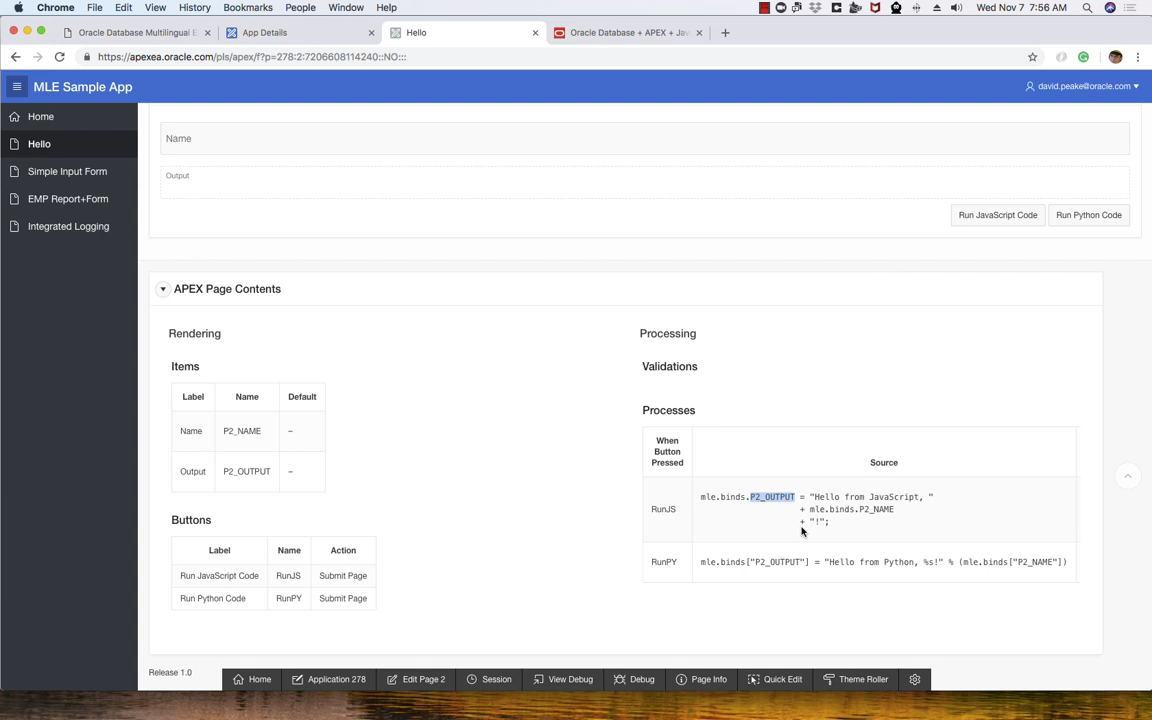 Chrome File Edit View History Bookmarks People Window Help Wed Nov 7 7:56 AM
Oracle Database Multilingual E App Details Hello Oracle Database + APEX + Jav
https://apexea.oracle.com/pls/apex/f?p=278:2:7206608114240::NO:::
MLE Sample App david.peake@oracle.com
Home
Hello
Simple Input Form
EMP Report+Form
Integrated Logging
Name
Output
Run JavaScript Code Run Python Code
APEX Page Contents
Rendering
Items
Label Name Default
Name P2_NAME –
Output P2_OUTPUT –
Buttons
Label Name Action
Run JavaScript Code RunJS Submit Page
Run Python Code RunPY Submit Page
Processing
Validations
Processes
When
Button
Pressed
Source
RunJS
mle.binds.P2_OUTPUT = "Hello from JavaScript, "
+ mle.binds.P2_NAME
+ "!";
RunPY mle.binds["P2_OUTPUT"] = "Hello from Python, %s!" % (mle.binds["P2_NAME"])
Release 1.0
Home Application 278 Edit Page 2 Session View Debug Debug Page Info Quick Edit Theme Roller